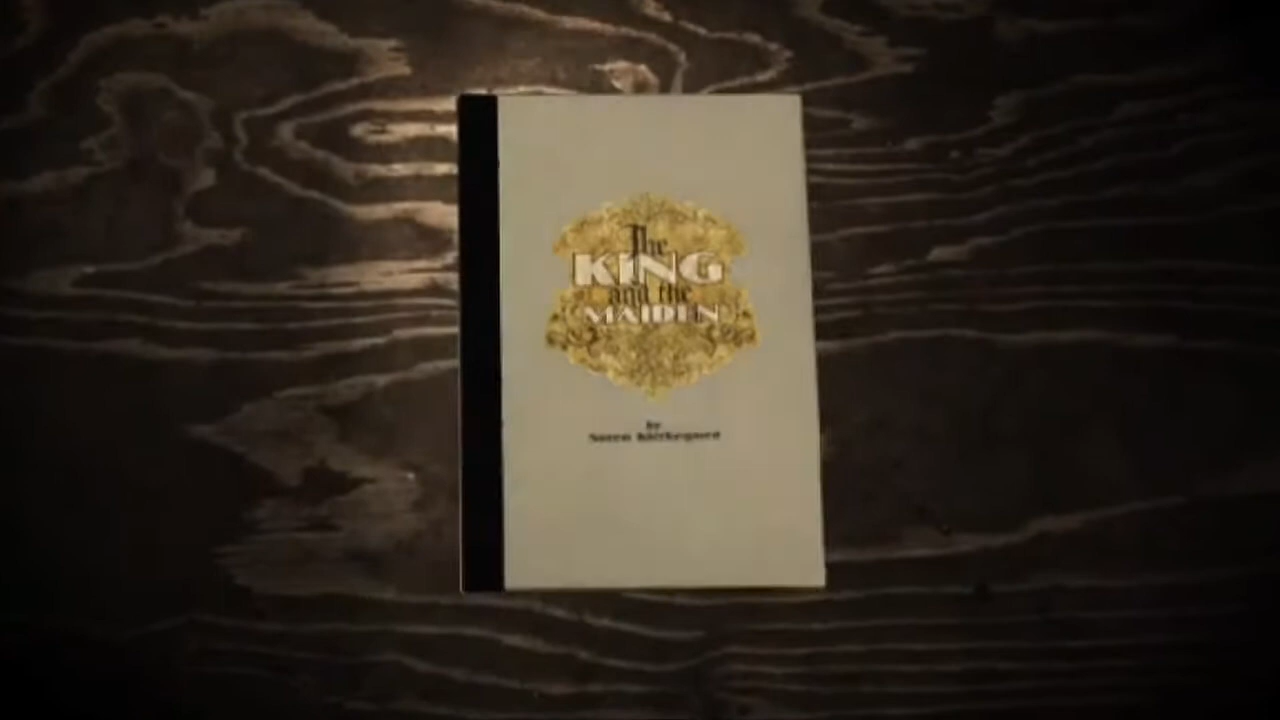 The
KING
and the
MAIDEN
by
Soren Kierkegaard